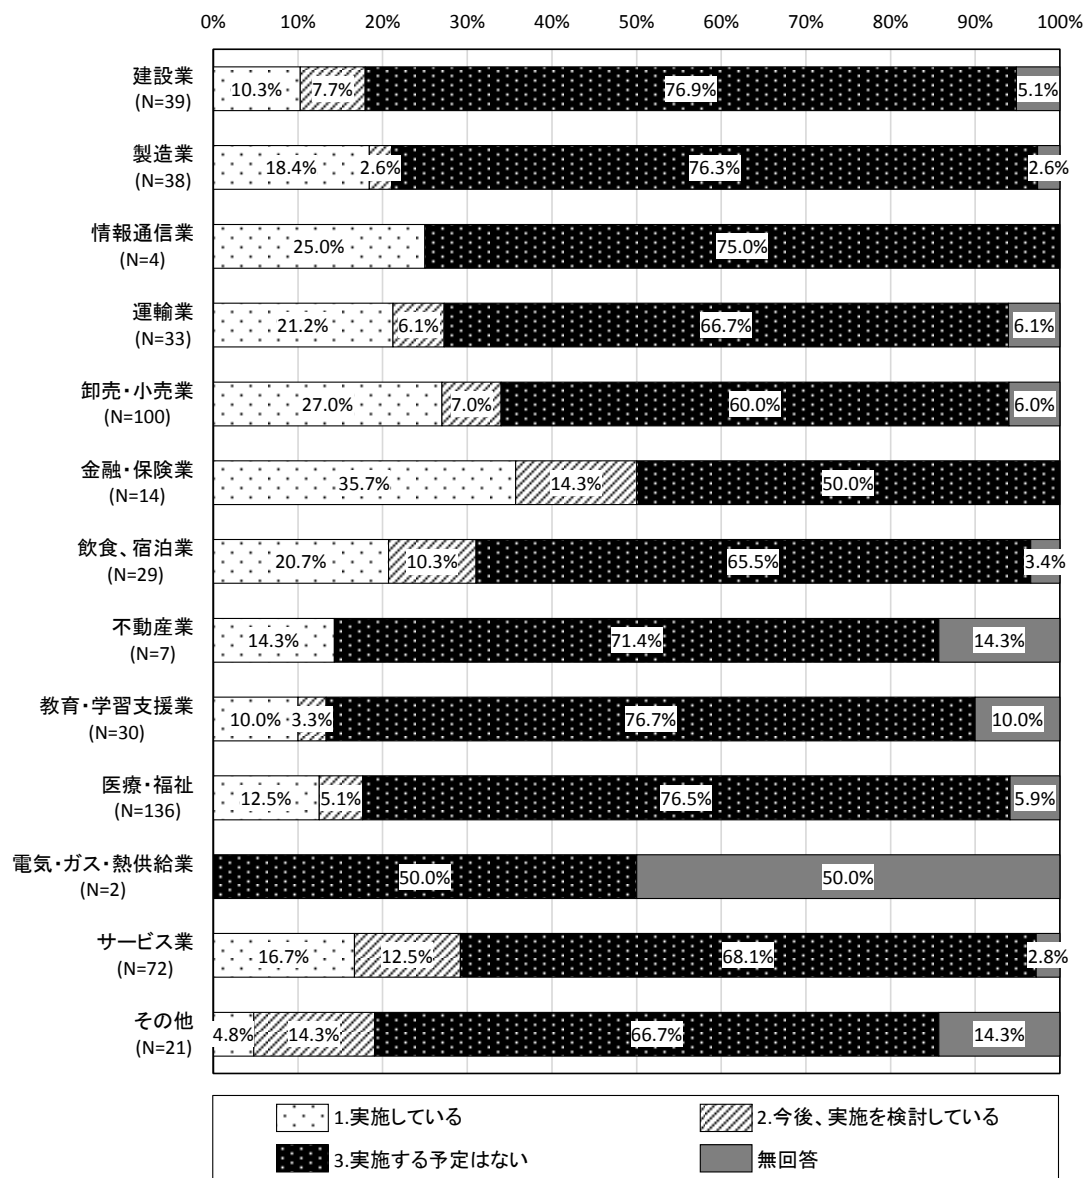 0% 10% 20% 30% 40% 50% 60% 70% 80% 90% 100%
建設業
(N=39)
10.3% 7.7% 76.9% 5.1%
製造業
(N=38)
18.4% 2.6% 76.3% 2.6%
情報通信業
(N=4)
25.0% 75.0%
運輸業
(N=33)
21.2% 6.1% 66.7% 6.1%
卸売・小売業
(N=100)
27.0% 7.0% 60.0% 6.0%
金融・保険業
(N=14)
35.7% 14.3% 50.0%
飲食、宿泊業
(N=29)
20.7% 10.3% 65.5% 3.4%
不動産業
(N=7)
14.3% 71.4% 14.3%
教育・学習支援業
(N=30)
10.0% 3.3% 76.7% 10.0%
医療・福祉
(N=136)
12.5% 5.1% 76.5% 5.9%
電気・ガス・熱供給業
(N=2)
50.0% 50.0%
サービス業
(N=72)
16.7% 12.5% 68.1% 2.8%
その他
(N=21)
4.8% 14.3% 66.7% 14.3%
1.実施している 2.今後、実施を検討している
3.実施する予定はない 無回答